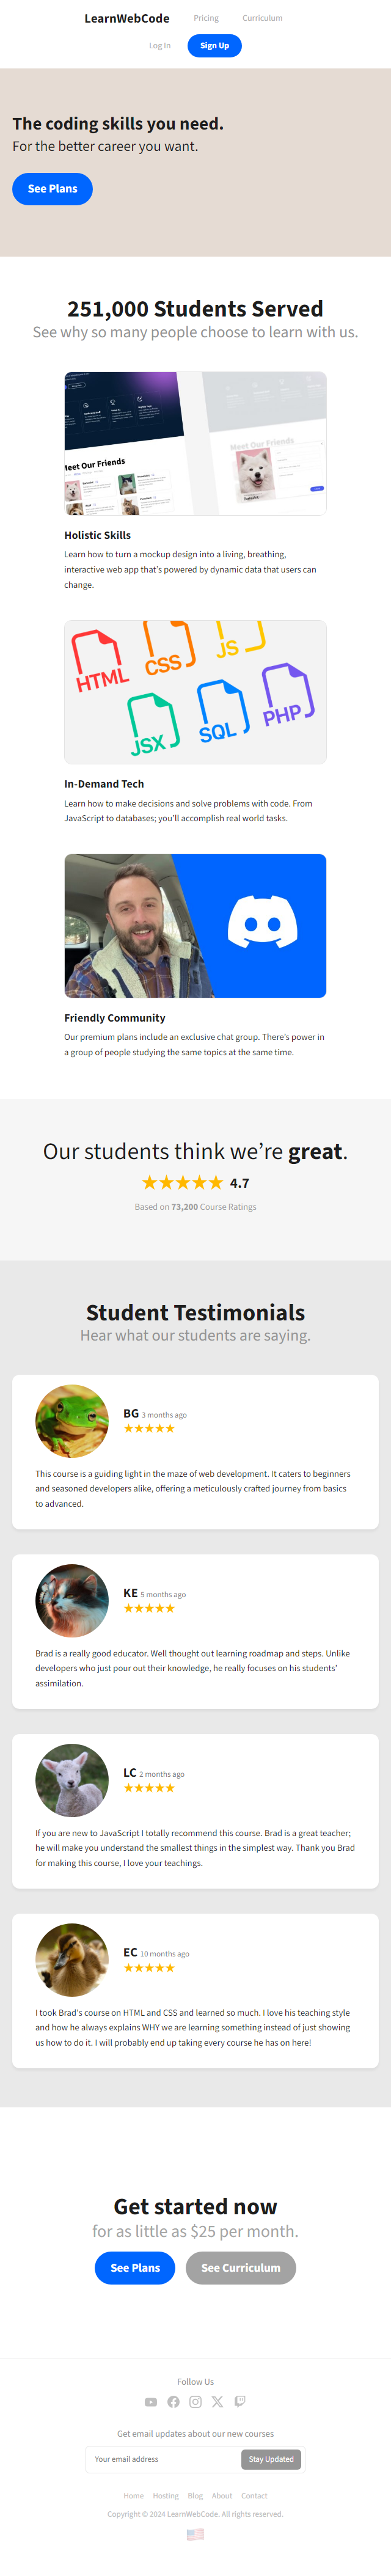 LearnWebCode Pricing Curriculum
Log In Sign Up
The coding skills you need.
For the better career you want.
See Plans
251,000 Students Served
See why so many people choose to learn with us.
Meet Our Friends
Meet Our Friends
Holistic Skills
Learn how to turn a mockup design into a living, breathing,
interactive web app that’s powered by dynamic data that users can
change.
HTML CSS JS
JSX SQL PHP
In-Demand Tech
Learn how to make decisions and solve problems with code. From
JavaScript to databases; you’ll accomplish real world tasks.
Friendly Community
Our premium plans include an exclusive chat group. There’s power in
a group of people studying the same topics at the same time.
Our students think we’re great.
4.7
Based on 73,200 Course Ratings
Student Testimonials
Hear what our students are saying.
BG 3 months ago
This course is a guiding light in the maze of web development. It caters to beginners
and seasoned developers alike, offering a meticulously crafted journey from basics
to advanced.
KE 5 months ago
Brad is a really good educator. Well thought out learning roadmap and steps. Unlike
developers who just pour out their knowledge, he really focuses on his students’
assimilation.
LC 2 months ago
If you are new to JavaScript I totally recommend this course. Brad is a great teacher;
he will make you understand the smallest things in the simplest way. Thank you Brad
for making this course, I love your teachings.
EC 10 months ago
I took Brad's course on HTML and CSS and learned so much. I love his teaching style
and how he always explains WHY we are learning something instead of just showing
us how to do it. I will probably end up taking every course he has on here!
Get started now
for as little as $25 per month.
See Plans See Curriculum
Follow Us
Get email updates about our new courses
Your email address Stay Updated
Home Hosting Blog About Contact
Copyright © 2024 LearnWebCode. All rights reserved.